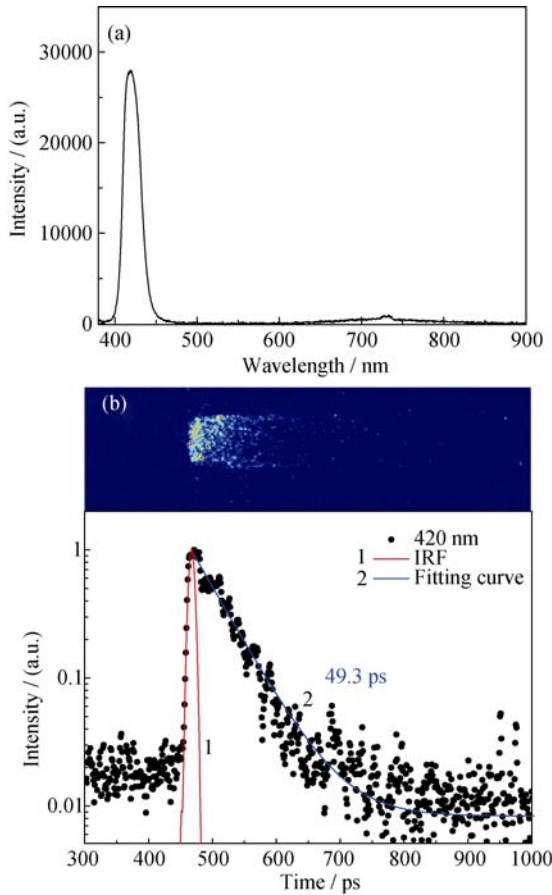 (a)
30000
20000
10000
0
Intensity / (a.u.)
400 500 600 700 800 900
Wavelength / nm
(b)
420 nm
1 IRF
2 Fitting curve
1
0.1
0.01
Intensity / (a.u.)
49.3 ps
2
1
300 400 500 600 700 800 900 1000
Time / ps